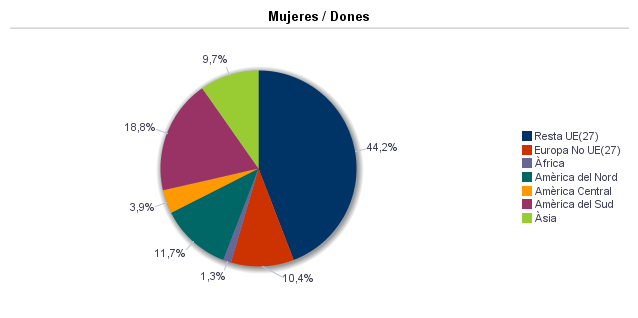 Mujeres / Dones
9,7%
18,8%
44,2%
3,9%
11,7%
1,3%
10,4%
Resta UE(27)
Europa No UE(27)
Àfrica
Amèrica del Nord
Amèrica Central
Amèrica del Sud
Àsia